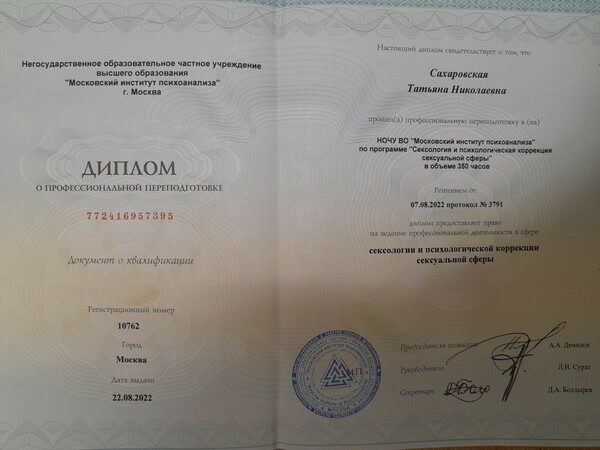 Негосударственное образовательное частное учреждение
высшего образования
"Московский институт психоанализа"
г. Москва
ДИПЛОМ
О ПРОФЕССИОНАЛЬНОЙ ПЕРЕПОДГОТОВКЕ
772416957395
Документ о квалификации
Регистрационный номер
10762
Город
Москва
Дата выдачи
22.08.2022
Настоящий диплом свидетельствует о том, что
Сахаровская
Татьяна Николаевна
прошел(а) профессиональную переподготовку в (на)
НОЧУ ВО "Московский институт психоанализа"
по программе "Сексология и психологическая коррекция
сексуальной сферы"
в объеме 350 часов
Решением от
07.08.2022 протокол № 3791
диплом предоставляет право
на ведение профессиональной деятельности в сфере
сексологии и психологической коррекции
сексуальной сферы
Председатель комиссии А.А. Демидов
Руководитель Л.И. Сурат
Секретарь Д.А. Болдырев
М.П.